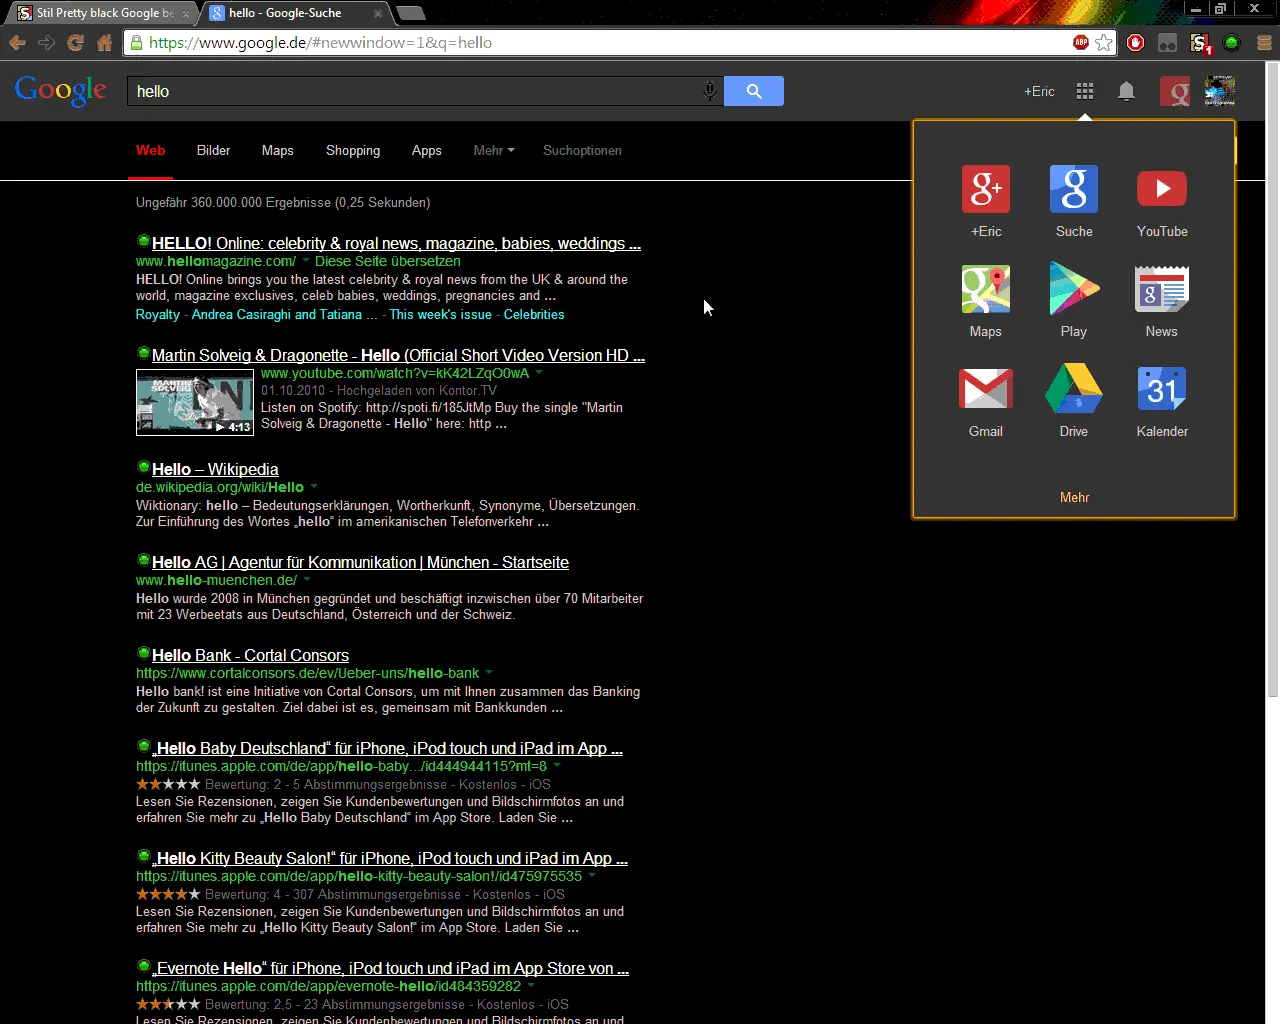 Stil Pretty black Google be
hello - Google-Suche
https://www.google.de/#newwindow=1&q=hello
ABP
1
Google
hello
+Eric
Web
Bilder
Maps
Shopping
Apps
Mehr
Suchoptionen
Ungefähr 360.000.000 Ergebnisse (0,25 Sekunden)
HELLO! Online: celebrity & royal news, magazine, babies, weddings ...
www.hellomagazine.com/ Diese Seite übersetzen
HELLO! Online brings you the latest celebrity & royal news from the UK & around the
world, magazine exclusives, celeb babies, weddings, pregnancies and ...
Royalty - Andrea Casiraghi and Tatiana ... - This week's issue - Celebrities
Martin Solveig & Dragonette - Hello (Official Short Video Version HD ...
www.youtube.com/watch?v=kK42LZqO0wA
01.10.2010 - Hochgeladen von Kontor.TV
Listen on Spotify: http://spoti.fi/185JtMp Buy the single "Martin
Solveig & Dragonette - Hello" here: http ...
MARTIN
SOLVEIG
4:13
Hello – Wikipedia
de.wikipedia.org/wiki/Hello
Wiktionary: hello – Bedeutungserklärungen, Wortherkunft, Synonyme, Übersetzungen.
Zur Einführung des Wortes „hello“ im amerikanischen Telefonverkehr ...
Hello AG | Agentur für Kommunikation | München - Startseite
www.hello-muenchen.de/
Hello wurde 2008 in München gegründet und beschäftigt inzwischen über 70 Mitarbeiter
mit 23 Werbeetats aus Deutschland, Österreich und der Schweiz.
Hello Bank - Cortal Consors
https://www.cortalconsors.de/ev/Ueber-uns/hello-bank
Hello bank! ist eine Initiative von Cortal Consors, um mit Ihnen zusammen das Banking
der Zukunft zu gestalten. Ziel dabei ist es, gemeinsam mit Bankkunden ...
„Hello Baby Deutschland“ für iPhone, iPod touch und iPad im App ...
https://itunes.apple.com/de/app/hello-baby.../id444944115?mt=8
Bewertung: 2 - 5 Abstimmungsergebnisse - Kostenlos - iOS
Lesen Sie Rezensionen, zeigen Sie Kundenbewertungen und Bildschirmfotos an und
erfahren Sie mehr zu „Hello Baby Deutschland“ im App Store. Laden Sie ...
„Hello Kitty Beauty Salon!“ für iPhone, iPod touch und iPad im App ...
https://itunes.apple.com/de/app/hello-kitty-beauty-salon!/id475975535
Bewertung: 4 - 307 Abstimmungsergebnisse - Kostenlos - iOS
Lesen Sie Rezensionen, zeigen Sie Kundenbewertungen und Bildschirmfotos an und
erfahren Sie mehr zu „Hello Kitty Beauty Salon!“ im App Store. Laden Sie ...
„Evernote Hello“ für iPhone, iPod touch und iPad im App Store von ...
https://itunes.apple.com/de/app/evernote-hello/id484359282
Bewertung: 2,5 - 23 Abstimmungsergebnisse - Kostenlos - iOS
Lesen Sie Rezensionen, zeigen Sie Kundenbewertungen und Bildschirmfotos an und
g+
g
+Eric
Suche
YouTube
g
Maps
Play
News
31
Gmail
Drive
Kalender
Mehr